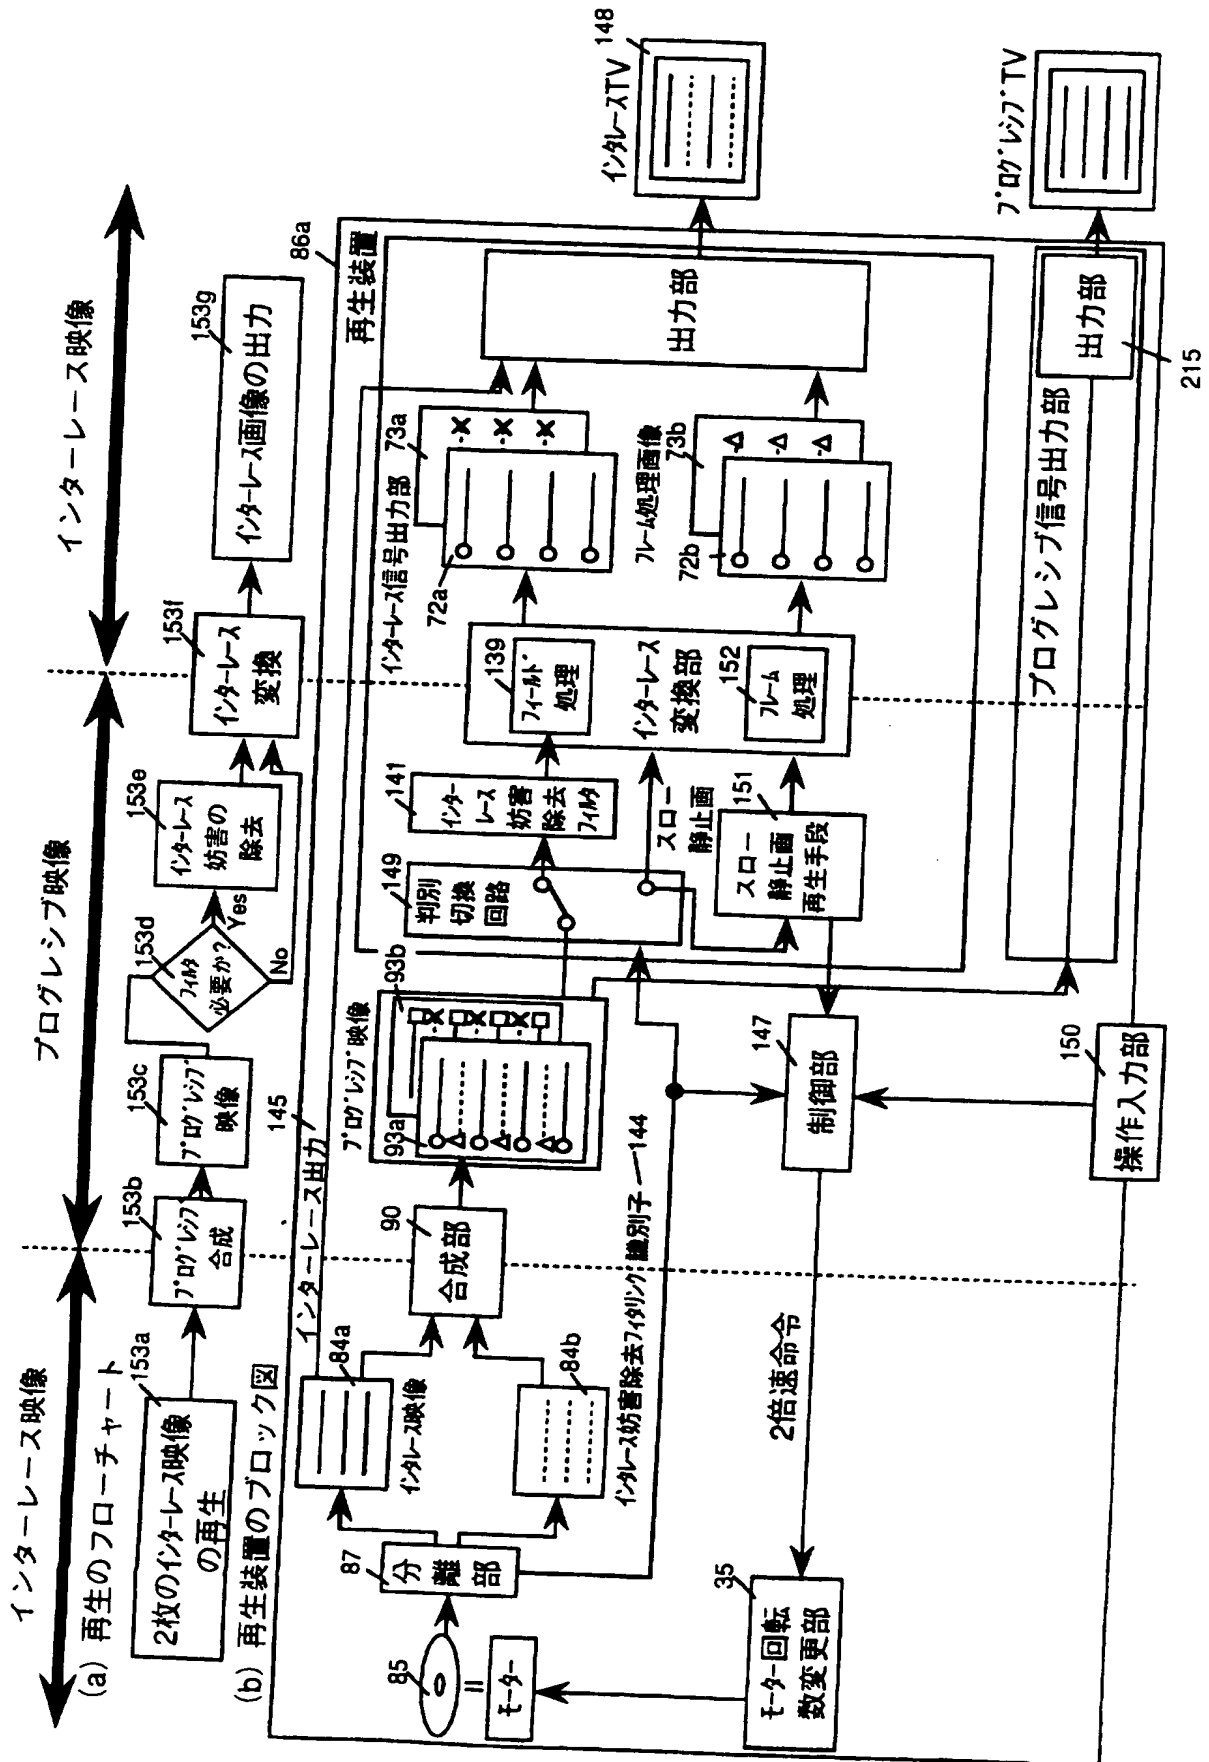 インターレース映像
プログレシブ映像
インターレース映像
(a) 再生のフローチャート
153a
2枚のインターレース映像
の再生
153b
プログレシブ
合成
153c
プログレシブ
映像
153d
フィルタ
必要か?
Yes
No
153e
インターレース
妨害の
除去
153f
インターレース
変換
153g
インターレース画像の出力
(b) 再生装置のブロック図
インターレース出力
145
86a
再生装置
85
モーター
87
分
離
部
84a
インタレース映像
84b
90
合成部
プログレシブ映像
93a
93b
インタレース妨害除去フィタリング識別子
144
149
判別
切換
回路
141
インター
レース
妨害
除去
フィルタ
スロー
静止画
151
スロー
静止画
再生手段
インターレース信号出力部
139
フィールド
処理
インターレース
変換部
152
フレーム
処理
72a
73a
フレーム処理画像
72b
73b
出力部
148
インタレースTV
プログレシブTV
プログレシブ信号出力部
出力部
215
147
制御部
150
操作入力部
2倍速命令
35
モーター回転
数変更部